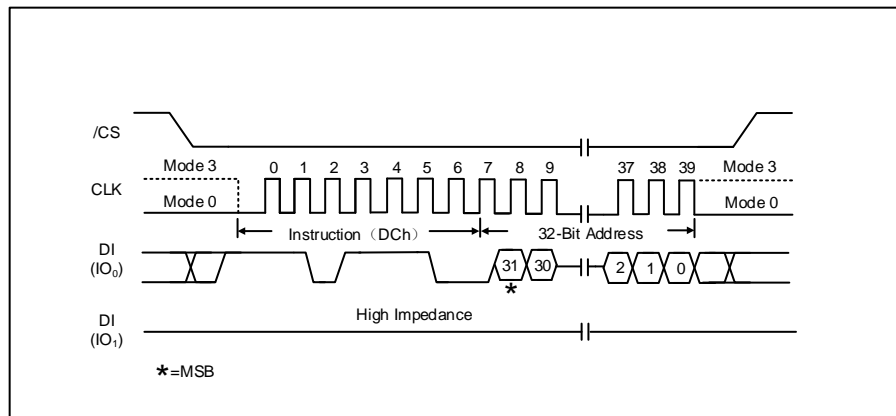 /CS
Mode 3
0 1 2 3 4 5 6 7 8 9 37 38 39
Mode 3
CLK
Mode 0
Mode 0
Instruction（DCh）
32-Bit Address
DI
(IO₀)
31 30 2 1 0
*
High Impedance
DI
(IO₁)
*=MSB